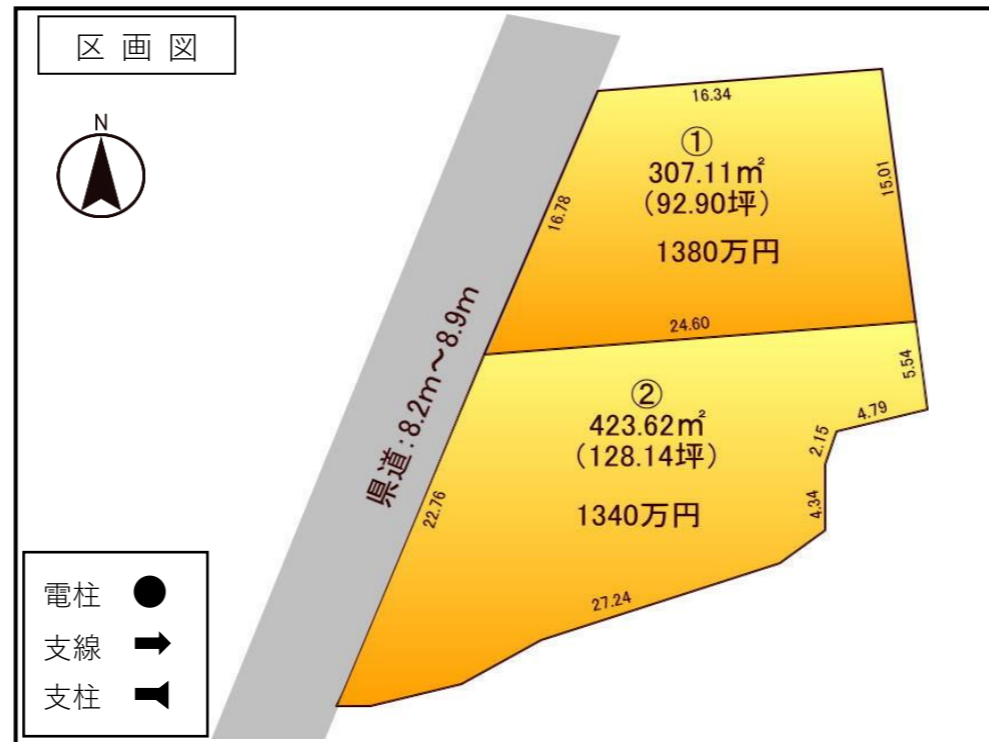 区画図
N
16.34
①
307.11㎡
(92.90坪)
1380万円
15.01
16.78
24.60
県道:8.2m~8.9m
②
423.62㎡
(128.14坪)
1340万円
5.54
4.79
2.15
4.34
22.76
27.24
電柱
支線
支柱